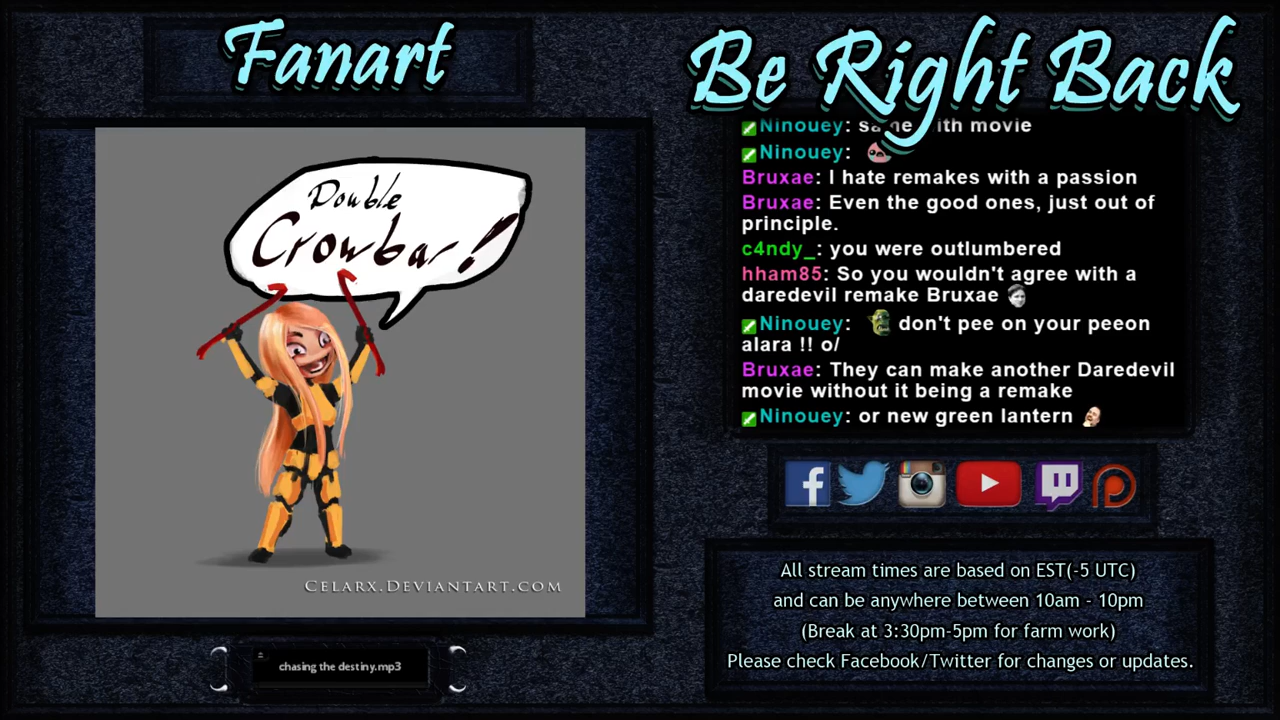 Fanart
Be Right Back
Double
Crowbar!
CELARX.DEVIANTART.COM
chasing the destiny.mp3
Ninouey: same with movie
Ninouey:
Bruxae: I hate remakes with a passion
Bruxae: Even the good ones, just out of
principle.
c4ndy_: you were outlumbered
hham85: So you wouldn't agree with a
daredevil remake Bruxae
Ninouey: don't pee on your peeon
alara !! o/
Bruxae: They can make another Daredevil
movie without it being a remake
Ninouey: or new green lantern
All stream times are based on EST(-5 UTC)
and can be anywhere between 10am - 10pm
(Break at 3:30pm-5pm for farm work)
Please check Facebook/Twitter for changes or updates.